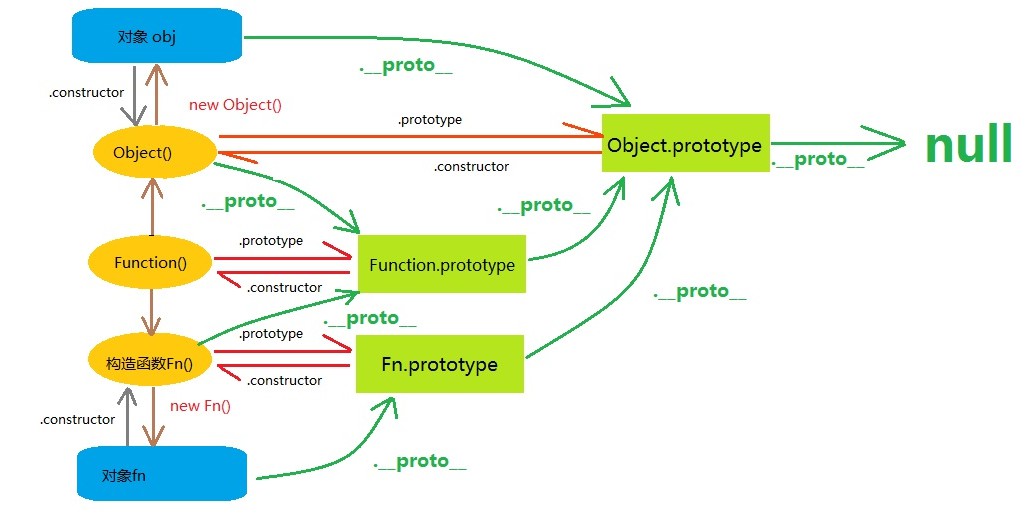 对象 obj
.__proto__
.constructor
new Object()
.prototype
Object()
Object.prototype
.__proto__
null
.constructor
.__proto__
.__proto__
.prototype
Function()
Function.prototype
.constructor
.__proto__
.__proto__
.prototype
构造函数Fn()
Fn.prototype
.constructor
new Fn()
.constructor
.__proto__
对象fn